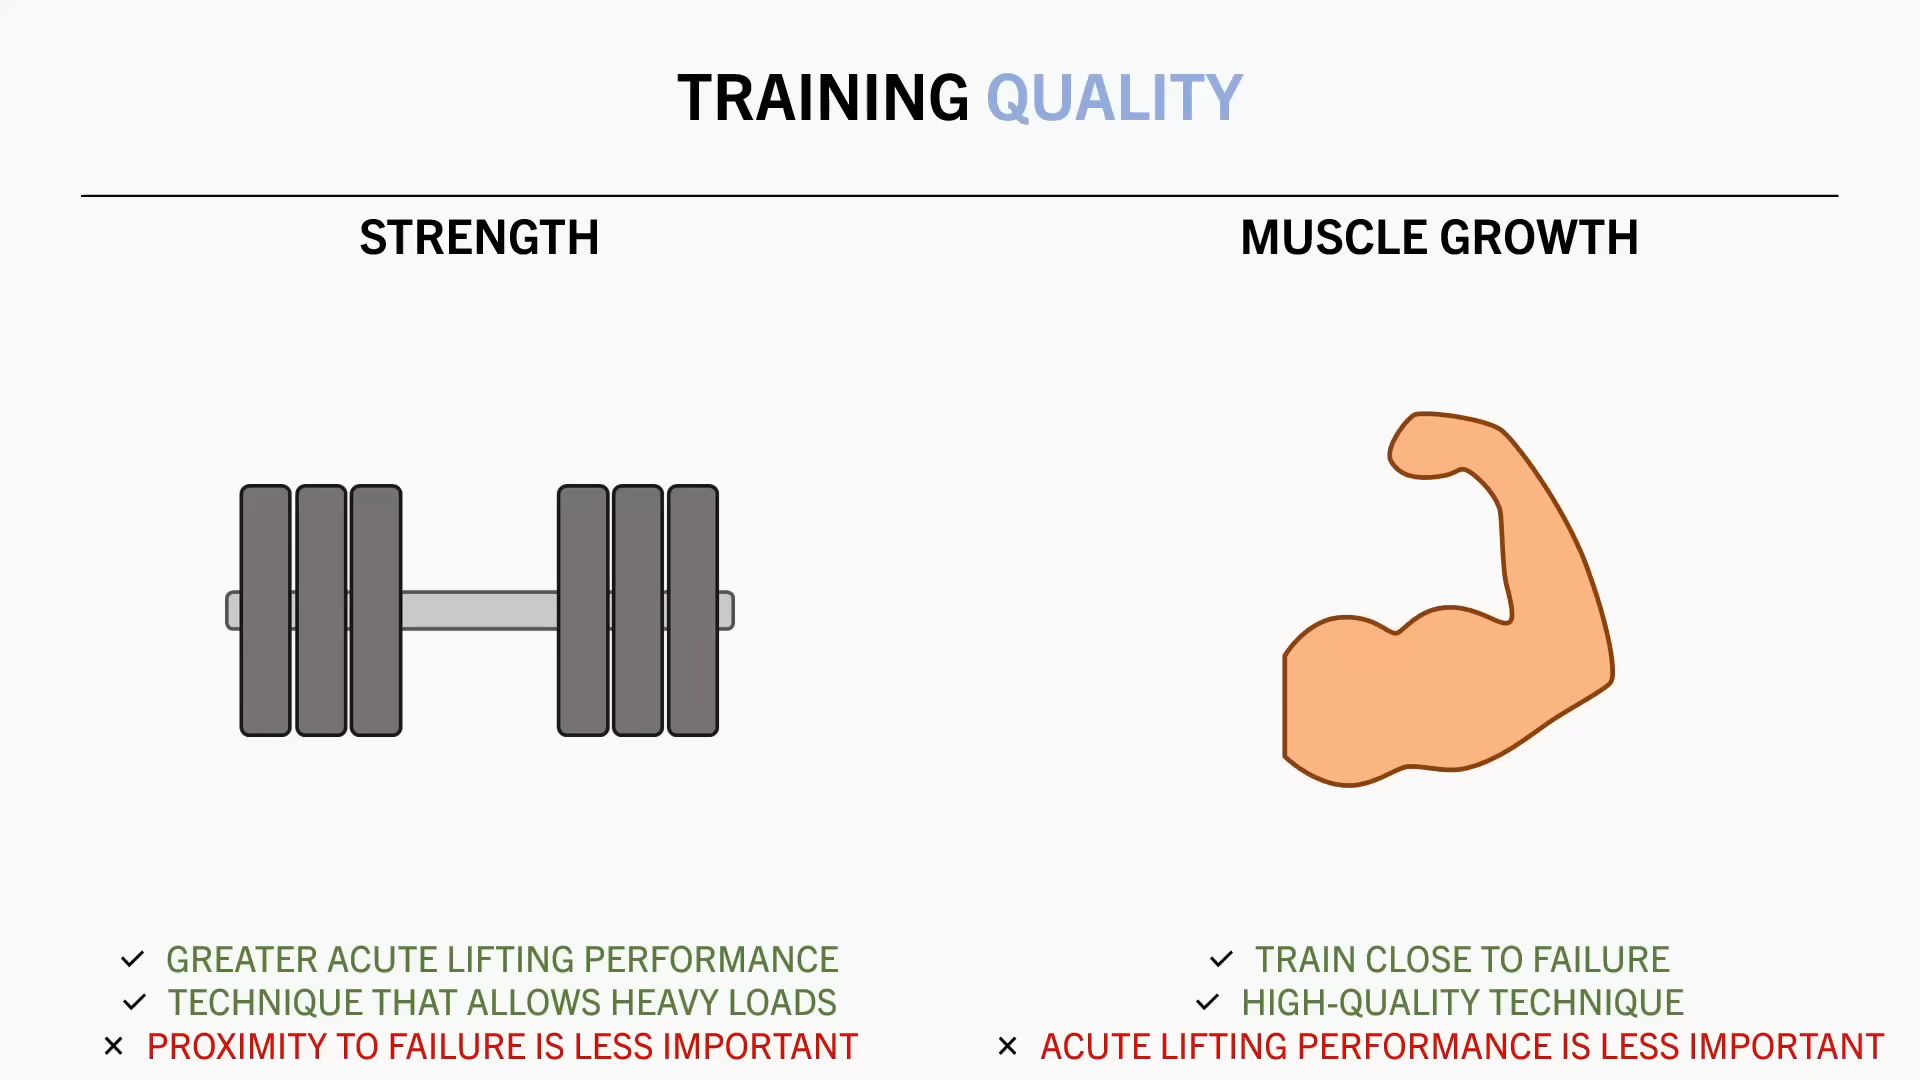 TRAINING QUALITY
STRENGTH
MUSCLE GROWTH
✓ GREATER ACUTE LIFTING PERFORMANCE
✓ TECHNIQUE THAT ALLOWS HEAVY LOADS
× PROXIMITY TO FAILURE IS LESS IMPORTANT
✓ TRAIN CLOSE TO FAILURE
✓ HIGH-QUALITY TECHNIQUE
× ACUTE LIFTING PERFORMANCE IS LESS IMPORTANT